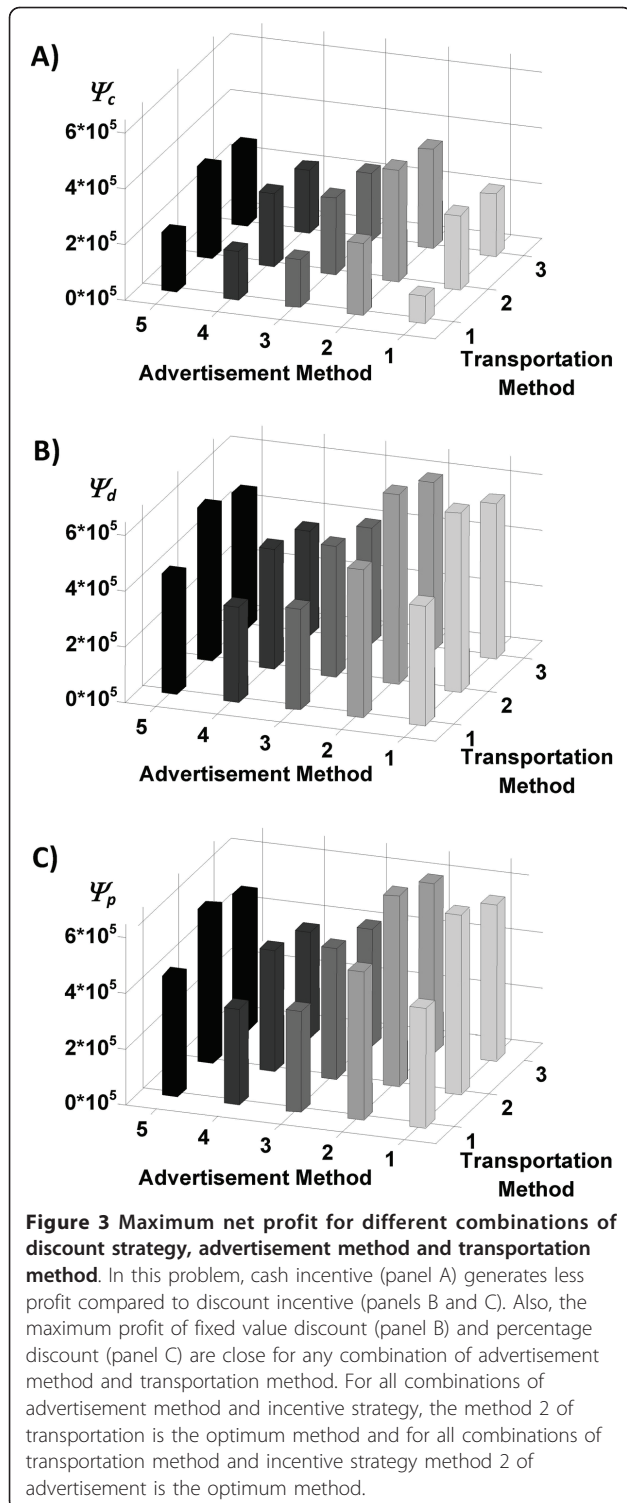 A)
Ψc
6*10⁵
4*10⁵
2*10⁵
0*10⁵
5
4
3
2
1
Advertisement Method
1
2
3
Transportation
Method
B)
Ψd
6*10⁵
4*10⁵
2*10⁵
0*10⁵
5
4
3
2
1
Advertisement Method
1
2
3
Transportation
Method
C)
Ψp
6*10⁵
4*10⁵
2*10⁵
0*10⁵
5
4
3
2
1
Advertisement Method
1
2
3
Transportation
Method
Figure 3 Maximum net profit for different combinations of
discount strategy, advertisement method and transportation
method. In this problem, cash incentive (panel A) generates less
profit compared to discount incentive (panels B and C). Also, the
maximum profit of fixed value discount (panel B) and percentage
discount (panel C) are close for any combination of advertisement
method and transportation method. For all combinations of
advertisement method and incentive strategy, the method 2 of
transportation is the optimum method and for all combinations of
transportation method and incentive strategy method 2 of
advertisement is the optimum method.